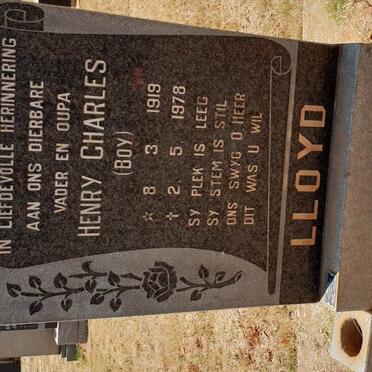 IN LIEFDEVOLLE HERINNERING
AAN ONS DIERBARE
VADER EN OUPA
HENRY CHARLES
(BOY)
☆ 8. 3. 1919
✝ 2. 5. 1978
SY PLEK IS LEEG
SY STEM IS STIL
ONS SWYG O HEER
DIT WAS U WIL
LLOYD